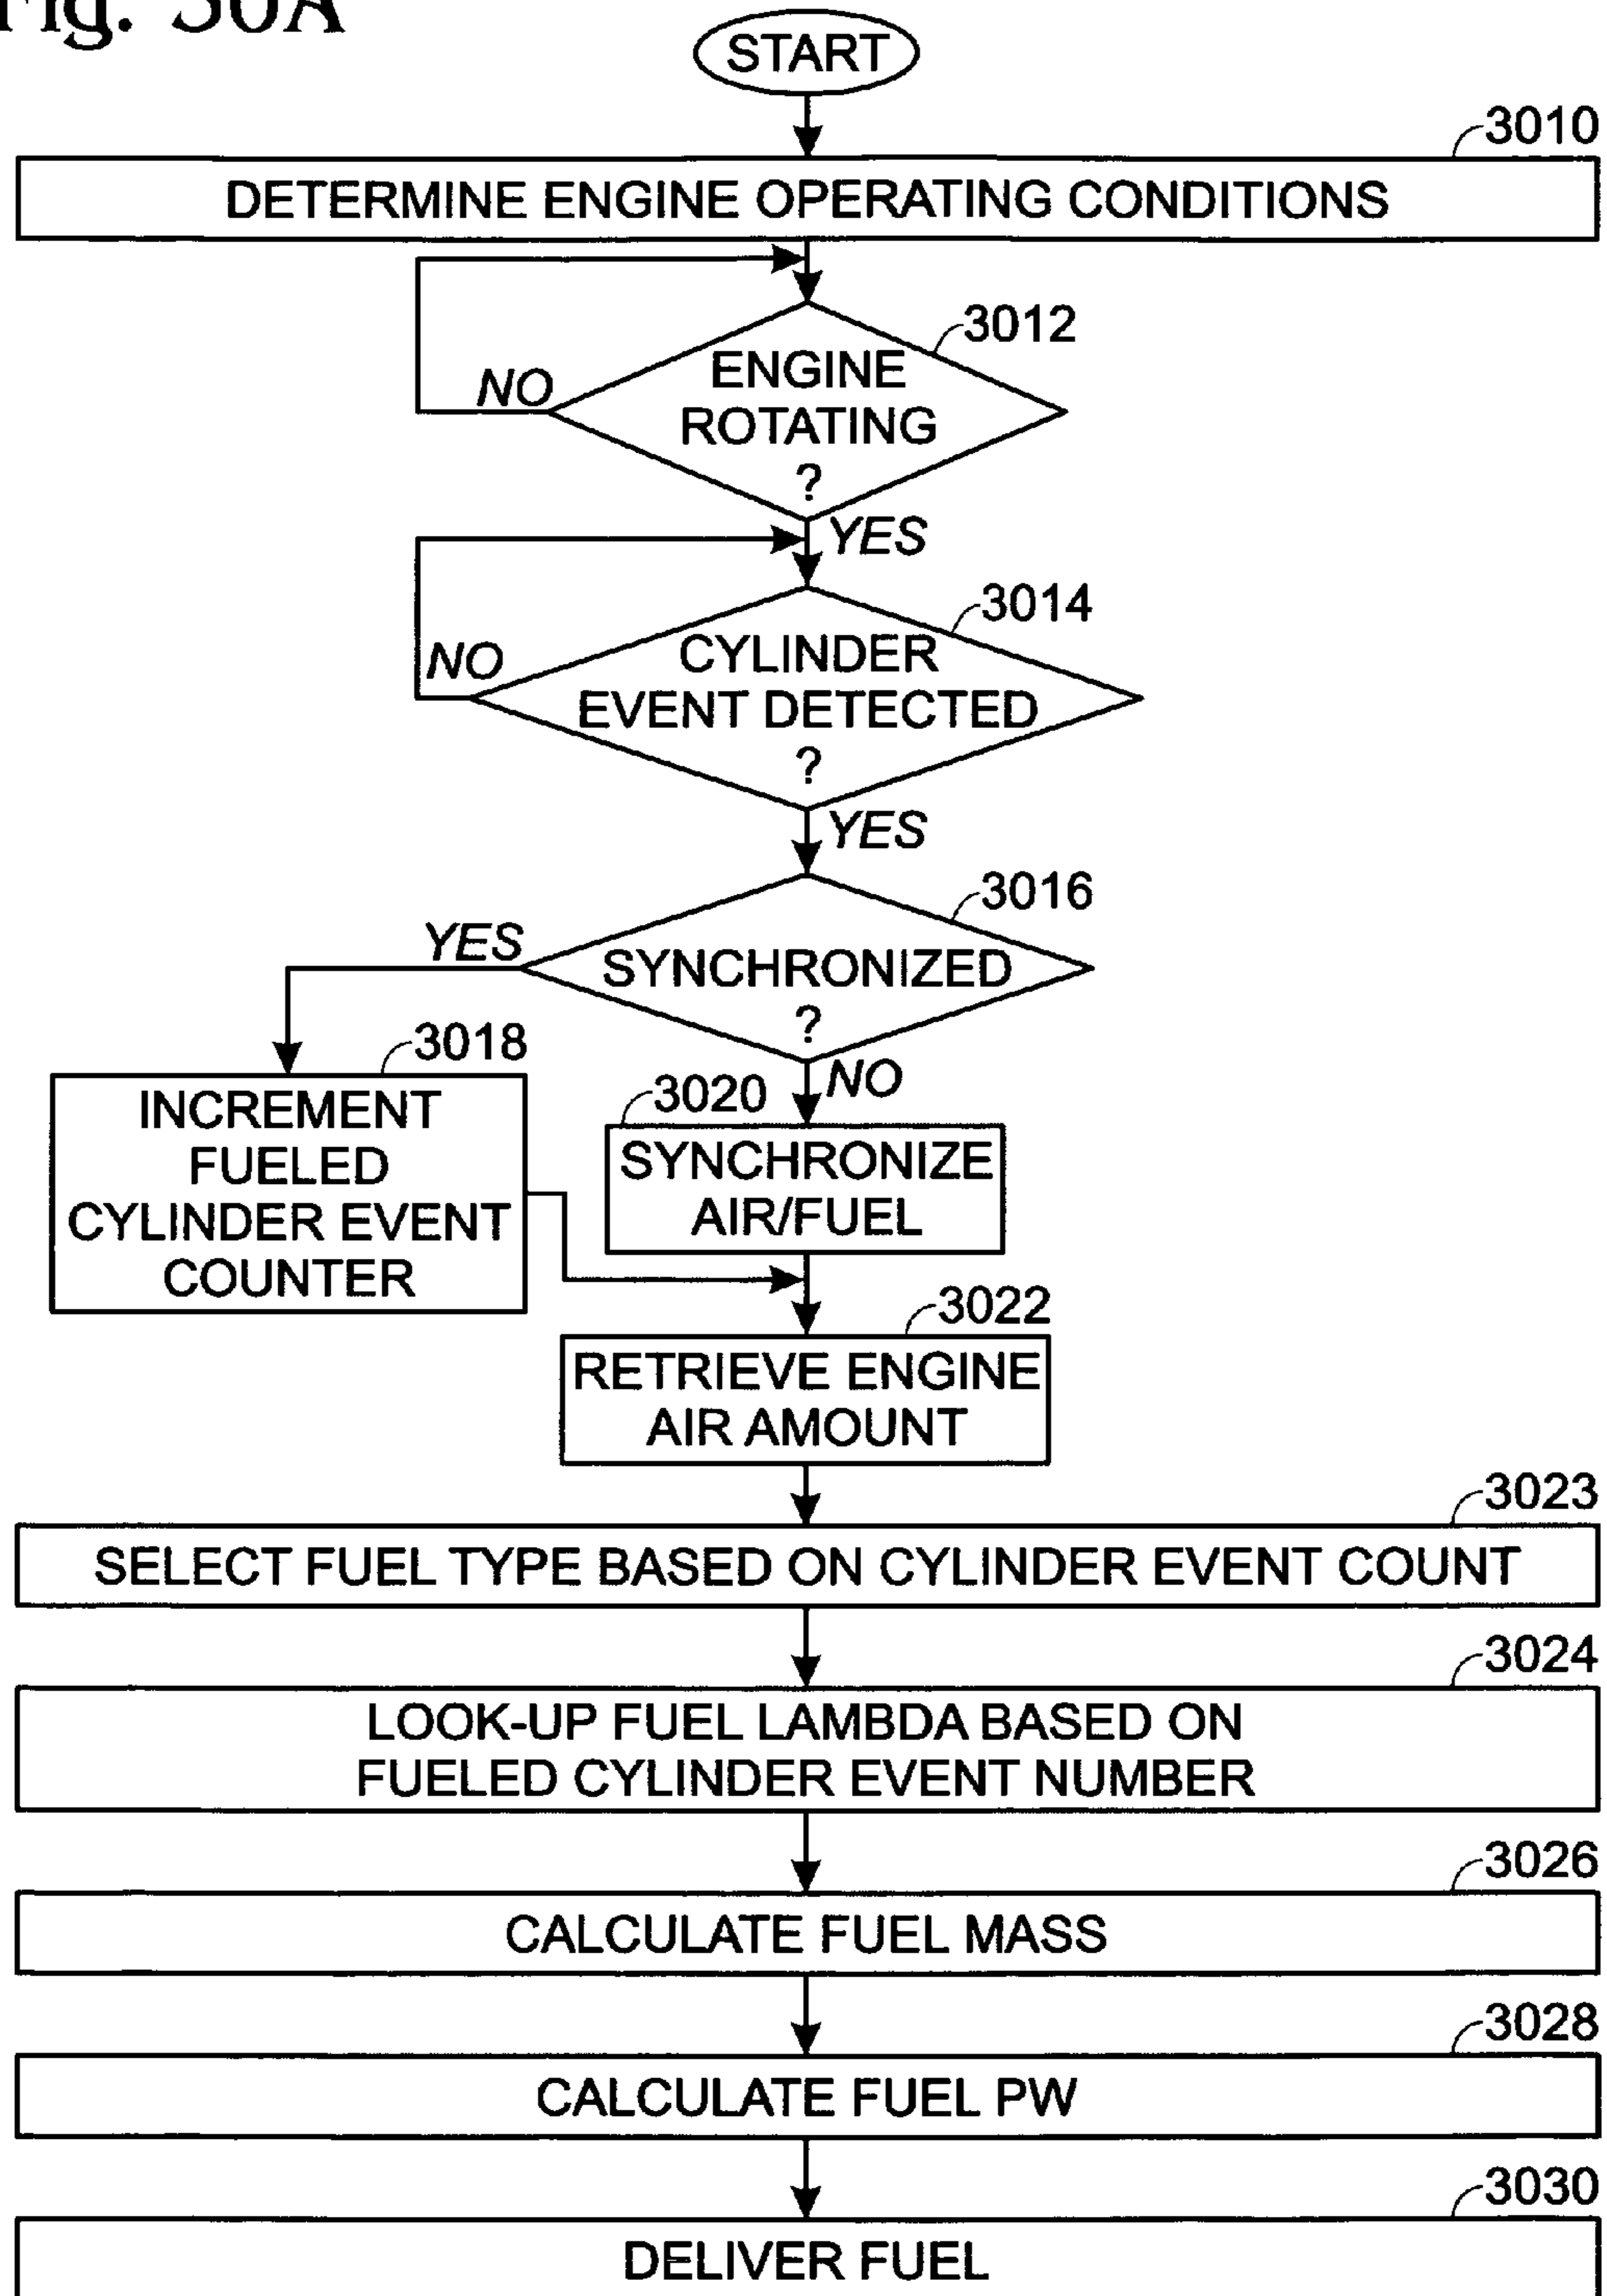 Fig. 30A
START
3010
DETERMINE ENGINE OPERATING CONDITIONS
3012
ENGINE
ROTATING
?
NO
YES
3014
CYLINDER
EVENT DETECTED
?
NO
YES
3016
SYNCHRONIZED
?
YES
NO
3018
INCREMENT
FUELED
CYLINDER EVENT
COUNTER
3020
SYNCHRONIZE
AIR/FUEL
3022
RETRIEVE ENGINE
AIR AMOUNT
3023
SELECT FUEL TYPE BASED ON CYLINDER EVENT COUNT
3024
LOOK-UP FUEL LAMBDA BASED ON
FUELED CYLINDER EVENT NUMBER
3026
CALCULATE FUEL MASS
3028
CALCULATE FUEL PW
3030
DELIVER FUEL